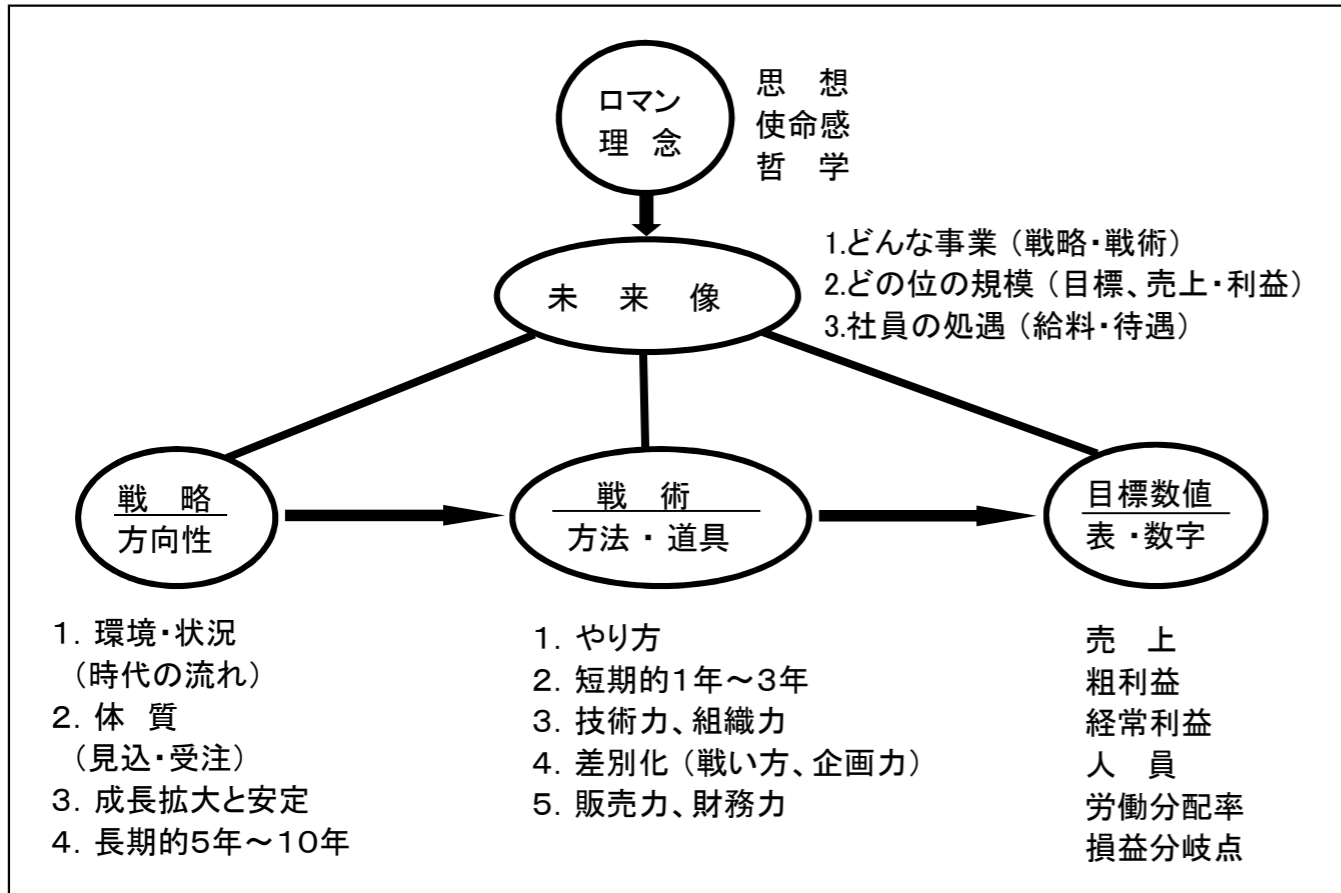 ロマン
理 念
思 想
使命感
哲 学
未 来 像
1.どんな事業（戦略・戦術）
2.どの位の規模（目標、売上・利益）
3.社員の処遇（給料・待遇）
戦 略
方向性
戦 術
方法・道具
目標数値
表・数字
１．環境・状況
（時代の流れ）
２．体 質
（見込・受注）
３．成長拡大と安定
４．長期的５年～１０年
１．やり方
２．短期的１年～３年
３．技術力、組織力
４．差別化（戦い方、企画力）
５．販売力、財務力
売 上
粗利益
経常利益
人 員
労働分配率
損益分岐点